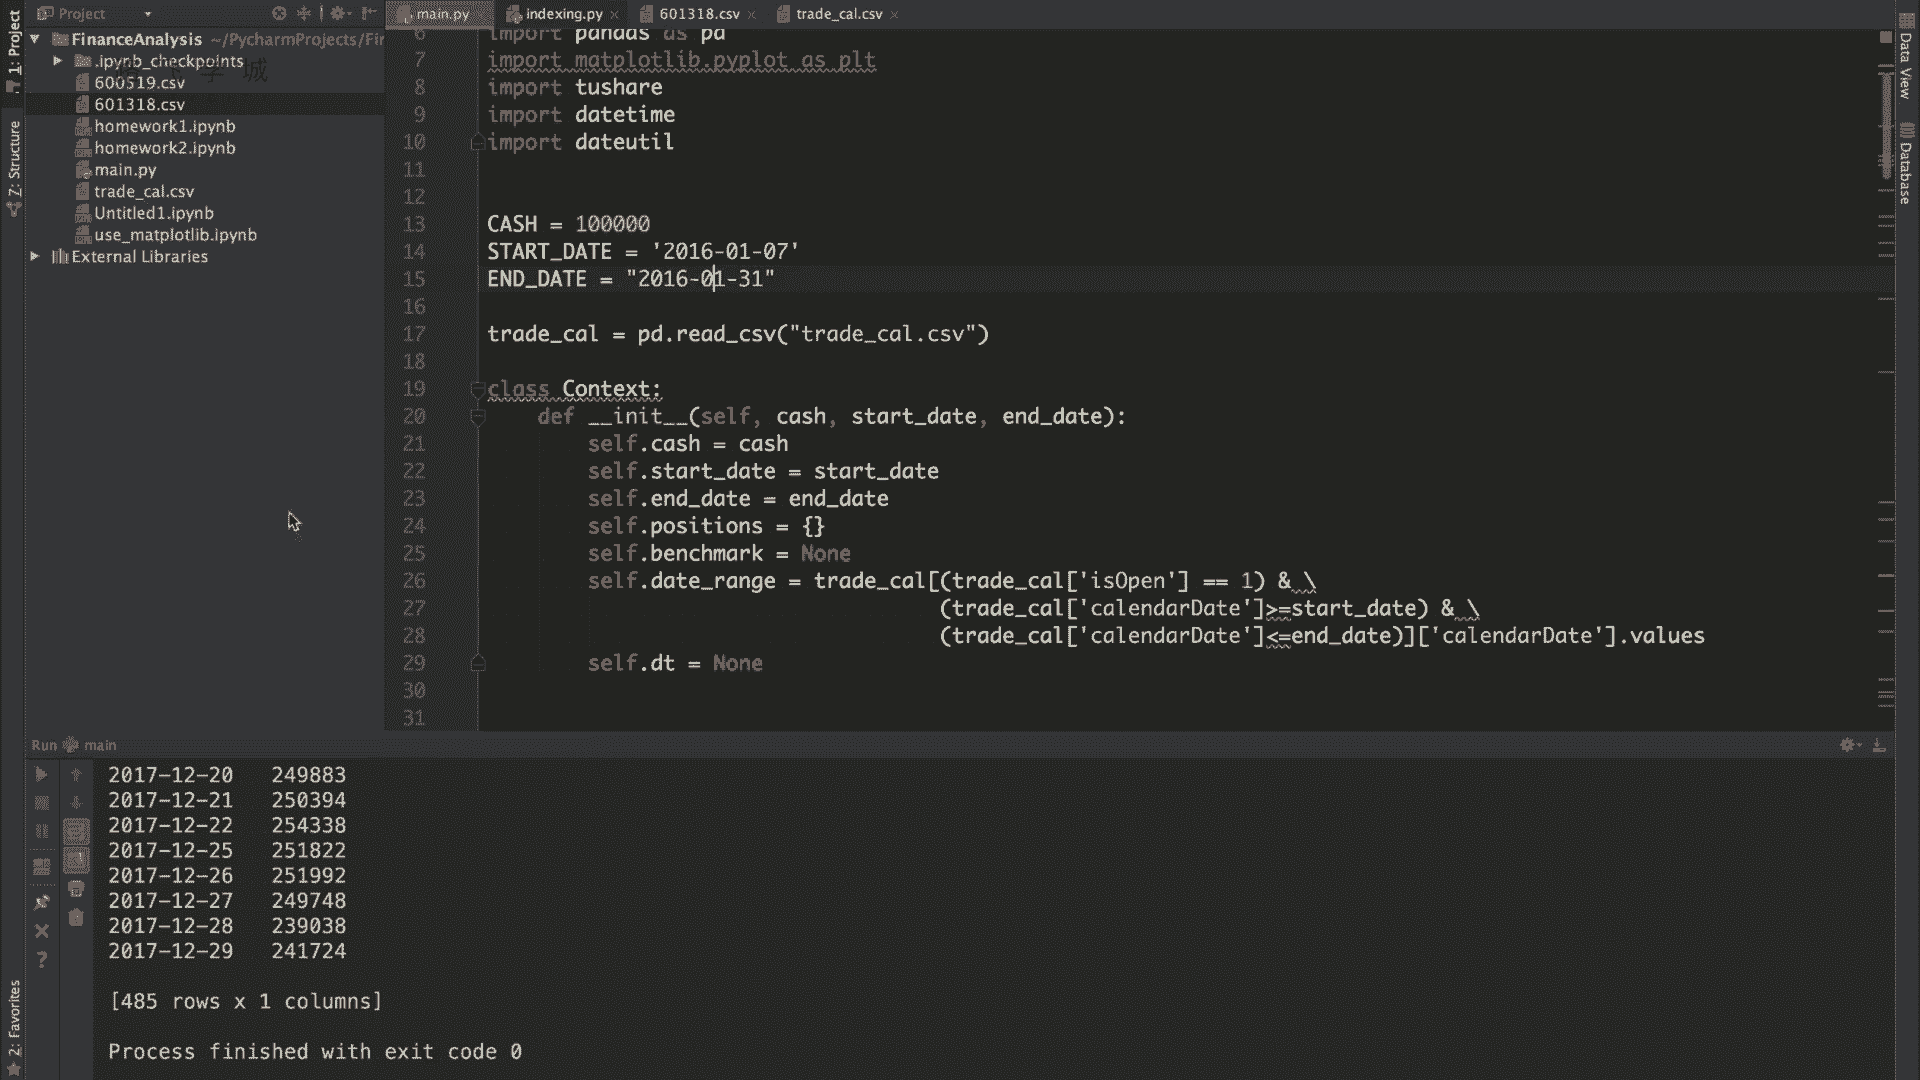 1: Project
Z: Structure
2: Favorites
Project
FinanceAnalysis ~/PycharmProjects/Fir
.ipynb_checkpoints
学城
600519.csv
601318.csv
homework1.ipynb
homework2.ipynb
main.py
trade_cal.csv
Untitled1.ipynb
use_matplotlib.ipynb
External Libraries
main.py
indexing.py
601318.csv
trade_cal.csv
6 import pandas as pd
7 import matplotlib.pyplot as plt
8 import tushare
9 import datetime
10 import dateutil
11
12
13 CASH = 100000
14 START_DATE = '2016-01-07'
15 END_DATE = "2016-01-31"
16
17 trade_cal = pd.read_csv("trade_cal.csv")
18
19 class Context:
20 def __init__(self, cash, start_date, end_date):
21 self.cash = cash
22 self.start_date = start_date
23 self.end_date = end_date
24 self.positions = {}
25 self.benchmark = None
26 self.date_range = trade_cal[(trade_cal['isOpen'] == 1) & \
27 (trade_cal['calendarDate']>=start_date) & \
28 (trade_cal['calendarDate']<=end_date)]['calendarDate'].values
29 self.dt = None
30
31
Data View
Database
Run main
2017-12-20 249883
2017-12-21 250394
2017-12-22 254338
2017-12-25 251822
2017-12-26 251992
2017-12-27 249748
2017-12-28 239038
2017-12-29 241724
[485 rows x 1 columns]
Process finished with exit code 0